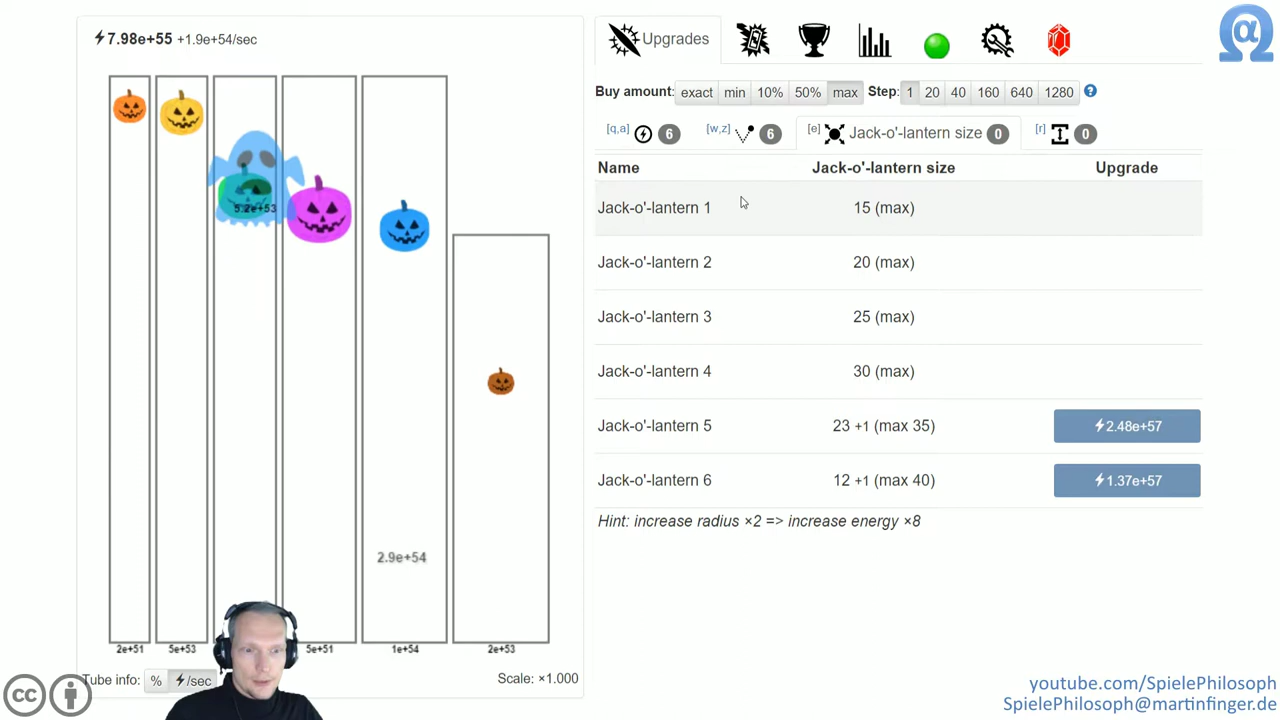 7.98e+55 +1.9e+54/sec
5.2e+53
2.9e+54
2e+51 5e+53 5e+51 1e+54 2e+53
Tube info: % /sec Scale: ×1.000
Upgrades
Buy amount: exact min 10% 50% max Step: 1 20 40 160 640 1280 ?
[q,a] 6 [w,z] 6 [e] Jack-o'-lantern size 0 [r] 0
Name Jack-o'-lantern size Upgrade
Jack-o'-lantern 1 15 (max)
Jack-o'-lantern 2 20 (max)
Jack-o'-lantern 3 25 (max)
Jack-o'-lantern 4 30 (max)
Jack-o'-lantern 5 23 +1 (max 35) 2.48e+57
Jack-o'-lantern 6 12 +1 (max 40) 1.37e+57
Hint: increase radius ×2 => increase energy ×8
α
Ω
cc
youtube.com/SpielePhilosoph
SpielePhilosoph@martinfinger.de